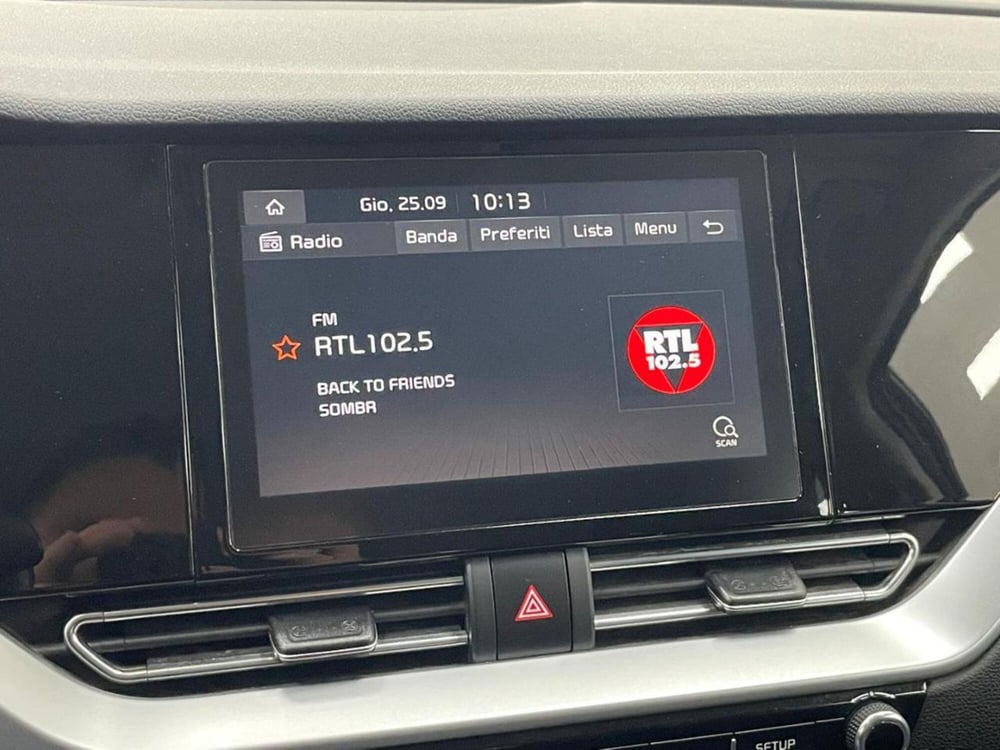 Gio, 25.09 10:13
Radio Banda Preferiti Lista Menu
FM
RTL102.5
BACK TO FRIENDS
SOMBR
RTL
102.5
SCAN
SETUP